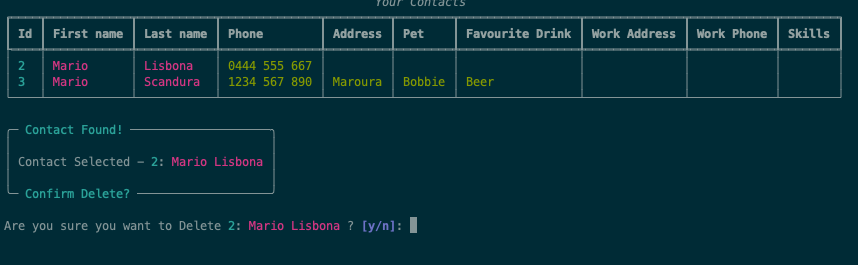 Your Contacts
Id First name Last name Phone Address Pet Favourite Drink Work Address Work Phone Skills
2 Mario Lisbona 0444 555 667
3 Mario Scandura 1234 567 890 Maroura Bobbie Beer
Contact Found!
Contact Selected – 2: Mario Lisbona
Confirm Delete?
Are you sure you want to Delete 2: Mario Lisbona ? [y/n]: